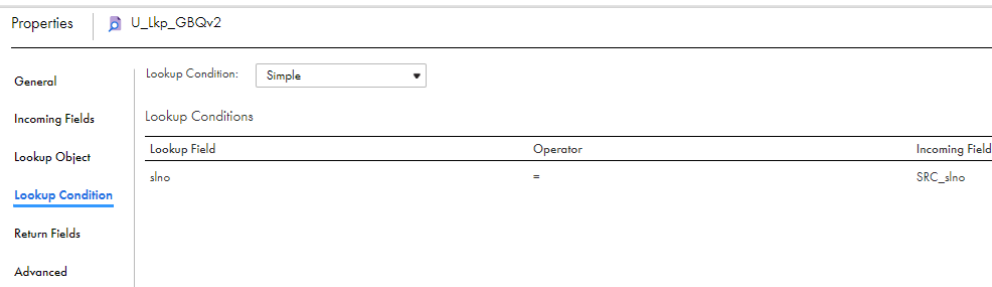 Properties U_Lkp_GBQv2
General
Incoming Fields
Lookup Object
Lookup Condition
Return Fields
Advanced
Lookup Condition: Simple
Lookup Conditions
Lookup Field Operator Incoming Field
slno = SRC_slno